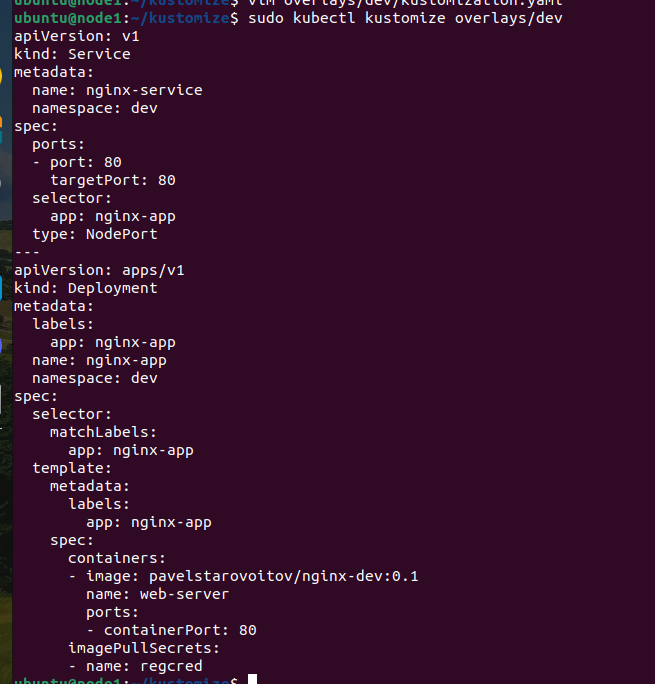 ubuntu@node1:~/kustomize$ vim overlays/dev/kustomization.yaml
ubuntu@node1:~/kustomize$ sudo kubectl kustomize overlays/dev
apiVersion: v1
kind: Service
metadata:
  name: nginx-service
  namespace: dev
spec:
  ports:
  - port: 80
    targetPort: 80
  selector:
    app: nginx-app
  type: NodePort
---
apiVersion: apps/v1
kind: Deployment
metadata:
  labels:
    app: nginx-app
  name: nginx-app
  namespace: dev
spec:
  selector:
    matchLabels:
      app: nginx-app
  template:
    metadata:
      labels:
        app: nginx-app
    spec:
      containers:
      - image: pavelstarovoitov/nginx-dev:0.1
        name: web-server
        ports:
        - containerPort: 80
      imagePullSecrets:
      - name: regcred
ubuntu@node1:~/kustomize$